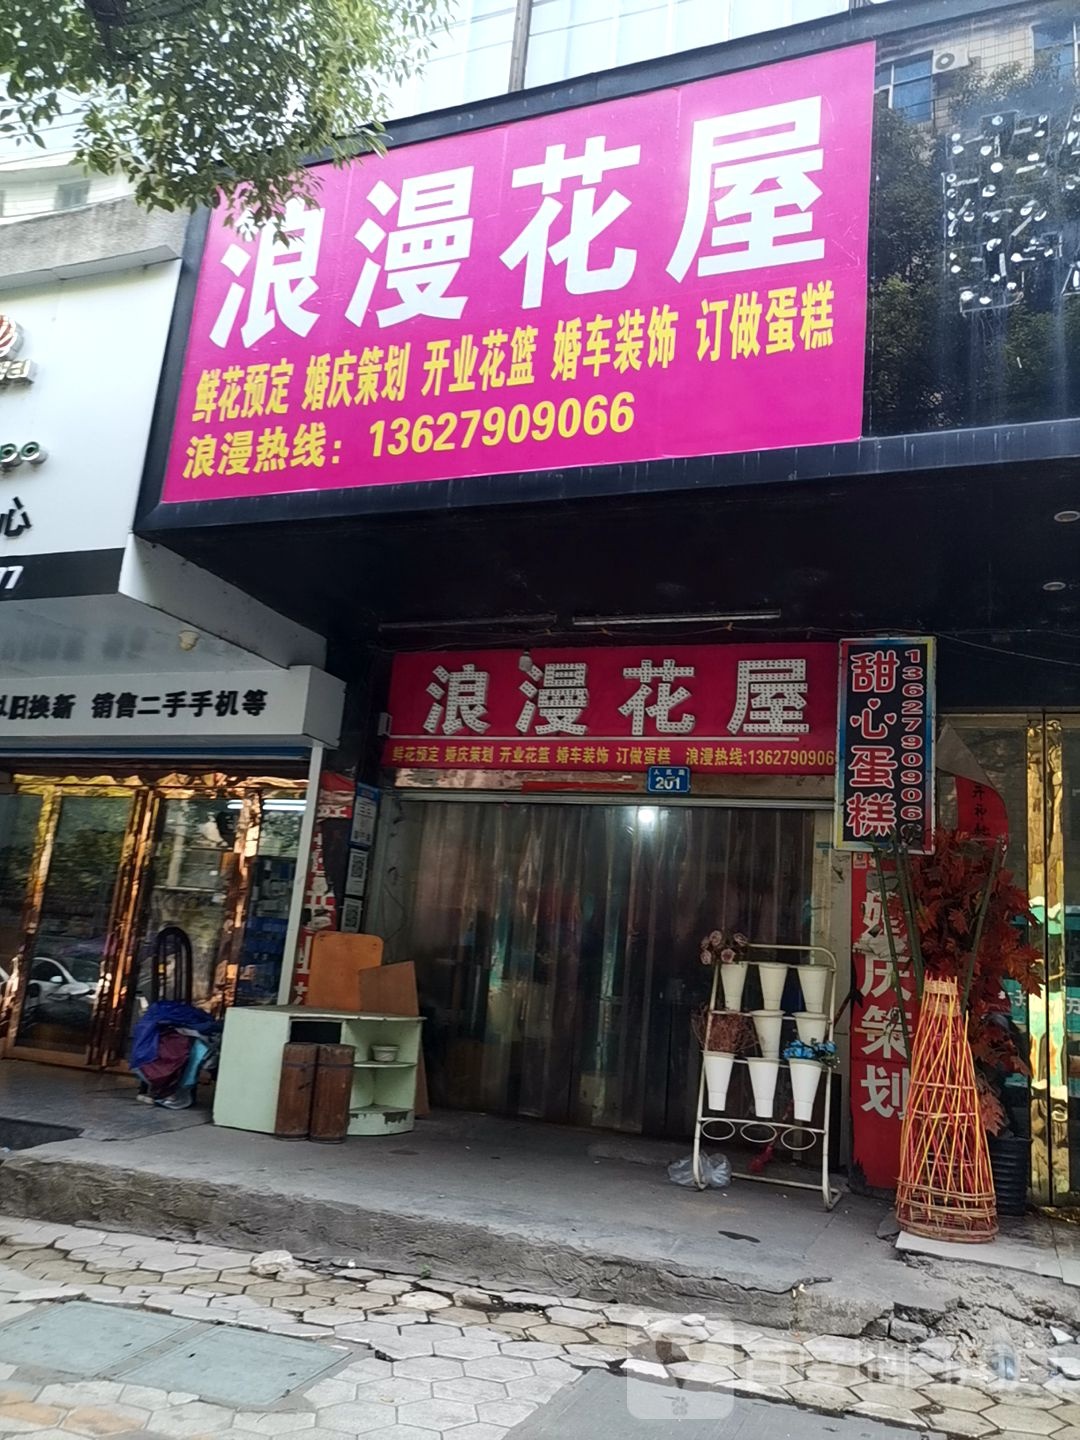 浪漫花屋
鲜花预定 婚庆策划 开业花篮 婚车装饰 订做蛋糕
浪漫热线：13627909066
心
以旧换新 销售二手手机等
浪漫花屋
鲜花预定 婚庆策划 开业花篮 婚车装饰 订做蛋糕 浪漫热线:1362790906
人民路
201
甜心蛋糕
1362790906
婚庆策划